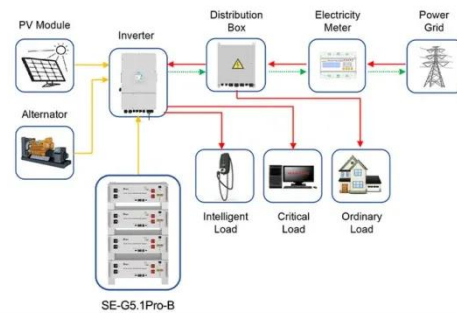 PV Module
Inverter
Distribution
Box
Electricity
Meter
Power
Grid
Alternator
Intelligent
Load
Critical
Load
Ordinary
Load
SE-G5.1Pro-B